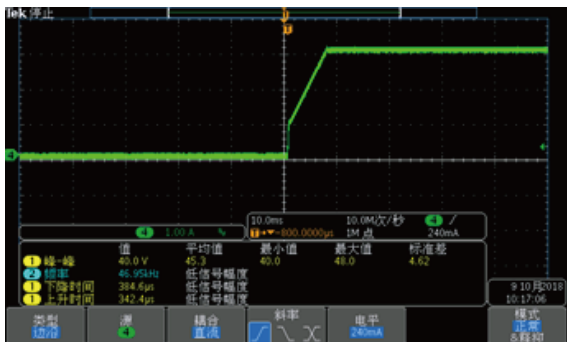 Tek 停止
T
T
4
4 1.00 A
10.0ms 10.0M次/秒 4
T→▼-800.0000μs 1M 点 240mA
值 平均值 最小值 最大值 标准差
1 峰-峰 40.0 V 45.3 40.0 48.0 4.62
2 频率 46.95kHz 低信号幅度
1 下降时间 384.6μs 低信号幅度
1 上升时间 342.4μs 低信号幅度
9 10月2018
10:17:06
类型
边沿
源
4
耦合
直流
斜率
电平
240mA
模式
正常
&释抑